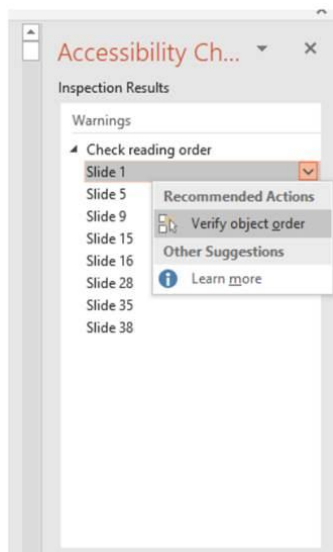 Accessibility Ch...
Inspection Results
Warnings
Check reading order
Slide 1
Slide 5
Slide 9
Slide 15
Slide 16
Slide 28
Slide 35
Slide 38
Recommended Actions
Verify object order
Other Suggestions
Learn more